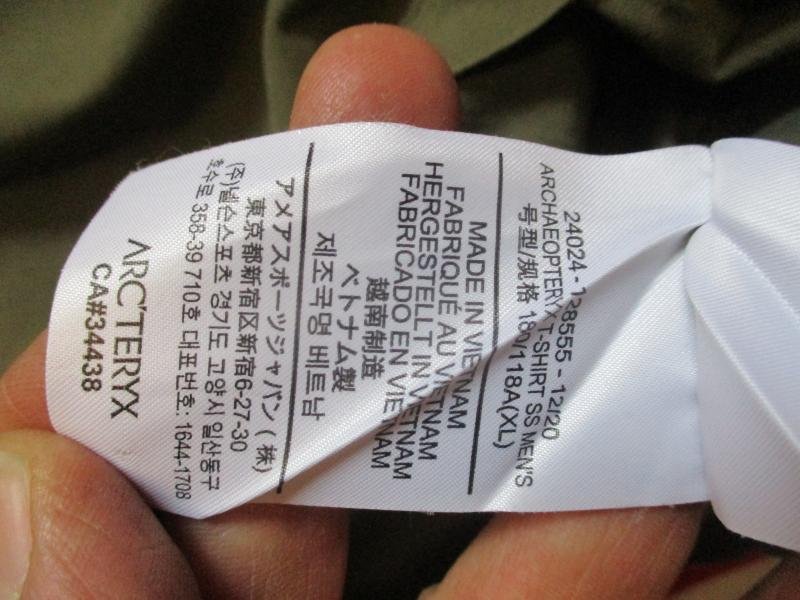 24024 - 128555 - 12/20
ARCHAEOPTERYX T-SHIRT SS MEN'S
号型/规格 180/118A(XL)
MADE IN VIETNAM
FABRIQUÉ AU VIETNAM
HERGESTELLT IN VIETNAM
FABRICADO EN VIETNAM
越南制造
ベトナム製
제조국명 베트남
アメアスポーツジャパン (株)
東京都新宿区新宿6-27-30
(주)넬슨스포츠 경기도 고양시 일산동구
호수로 358-39 710호 대표번호: 1644-1708
ARC'TERYX
CA#34438